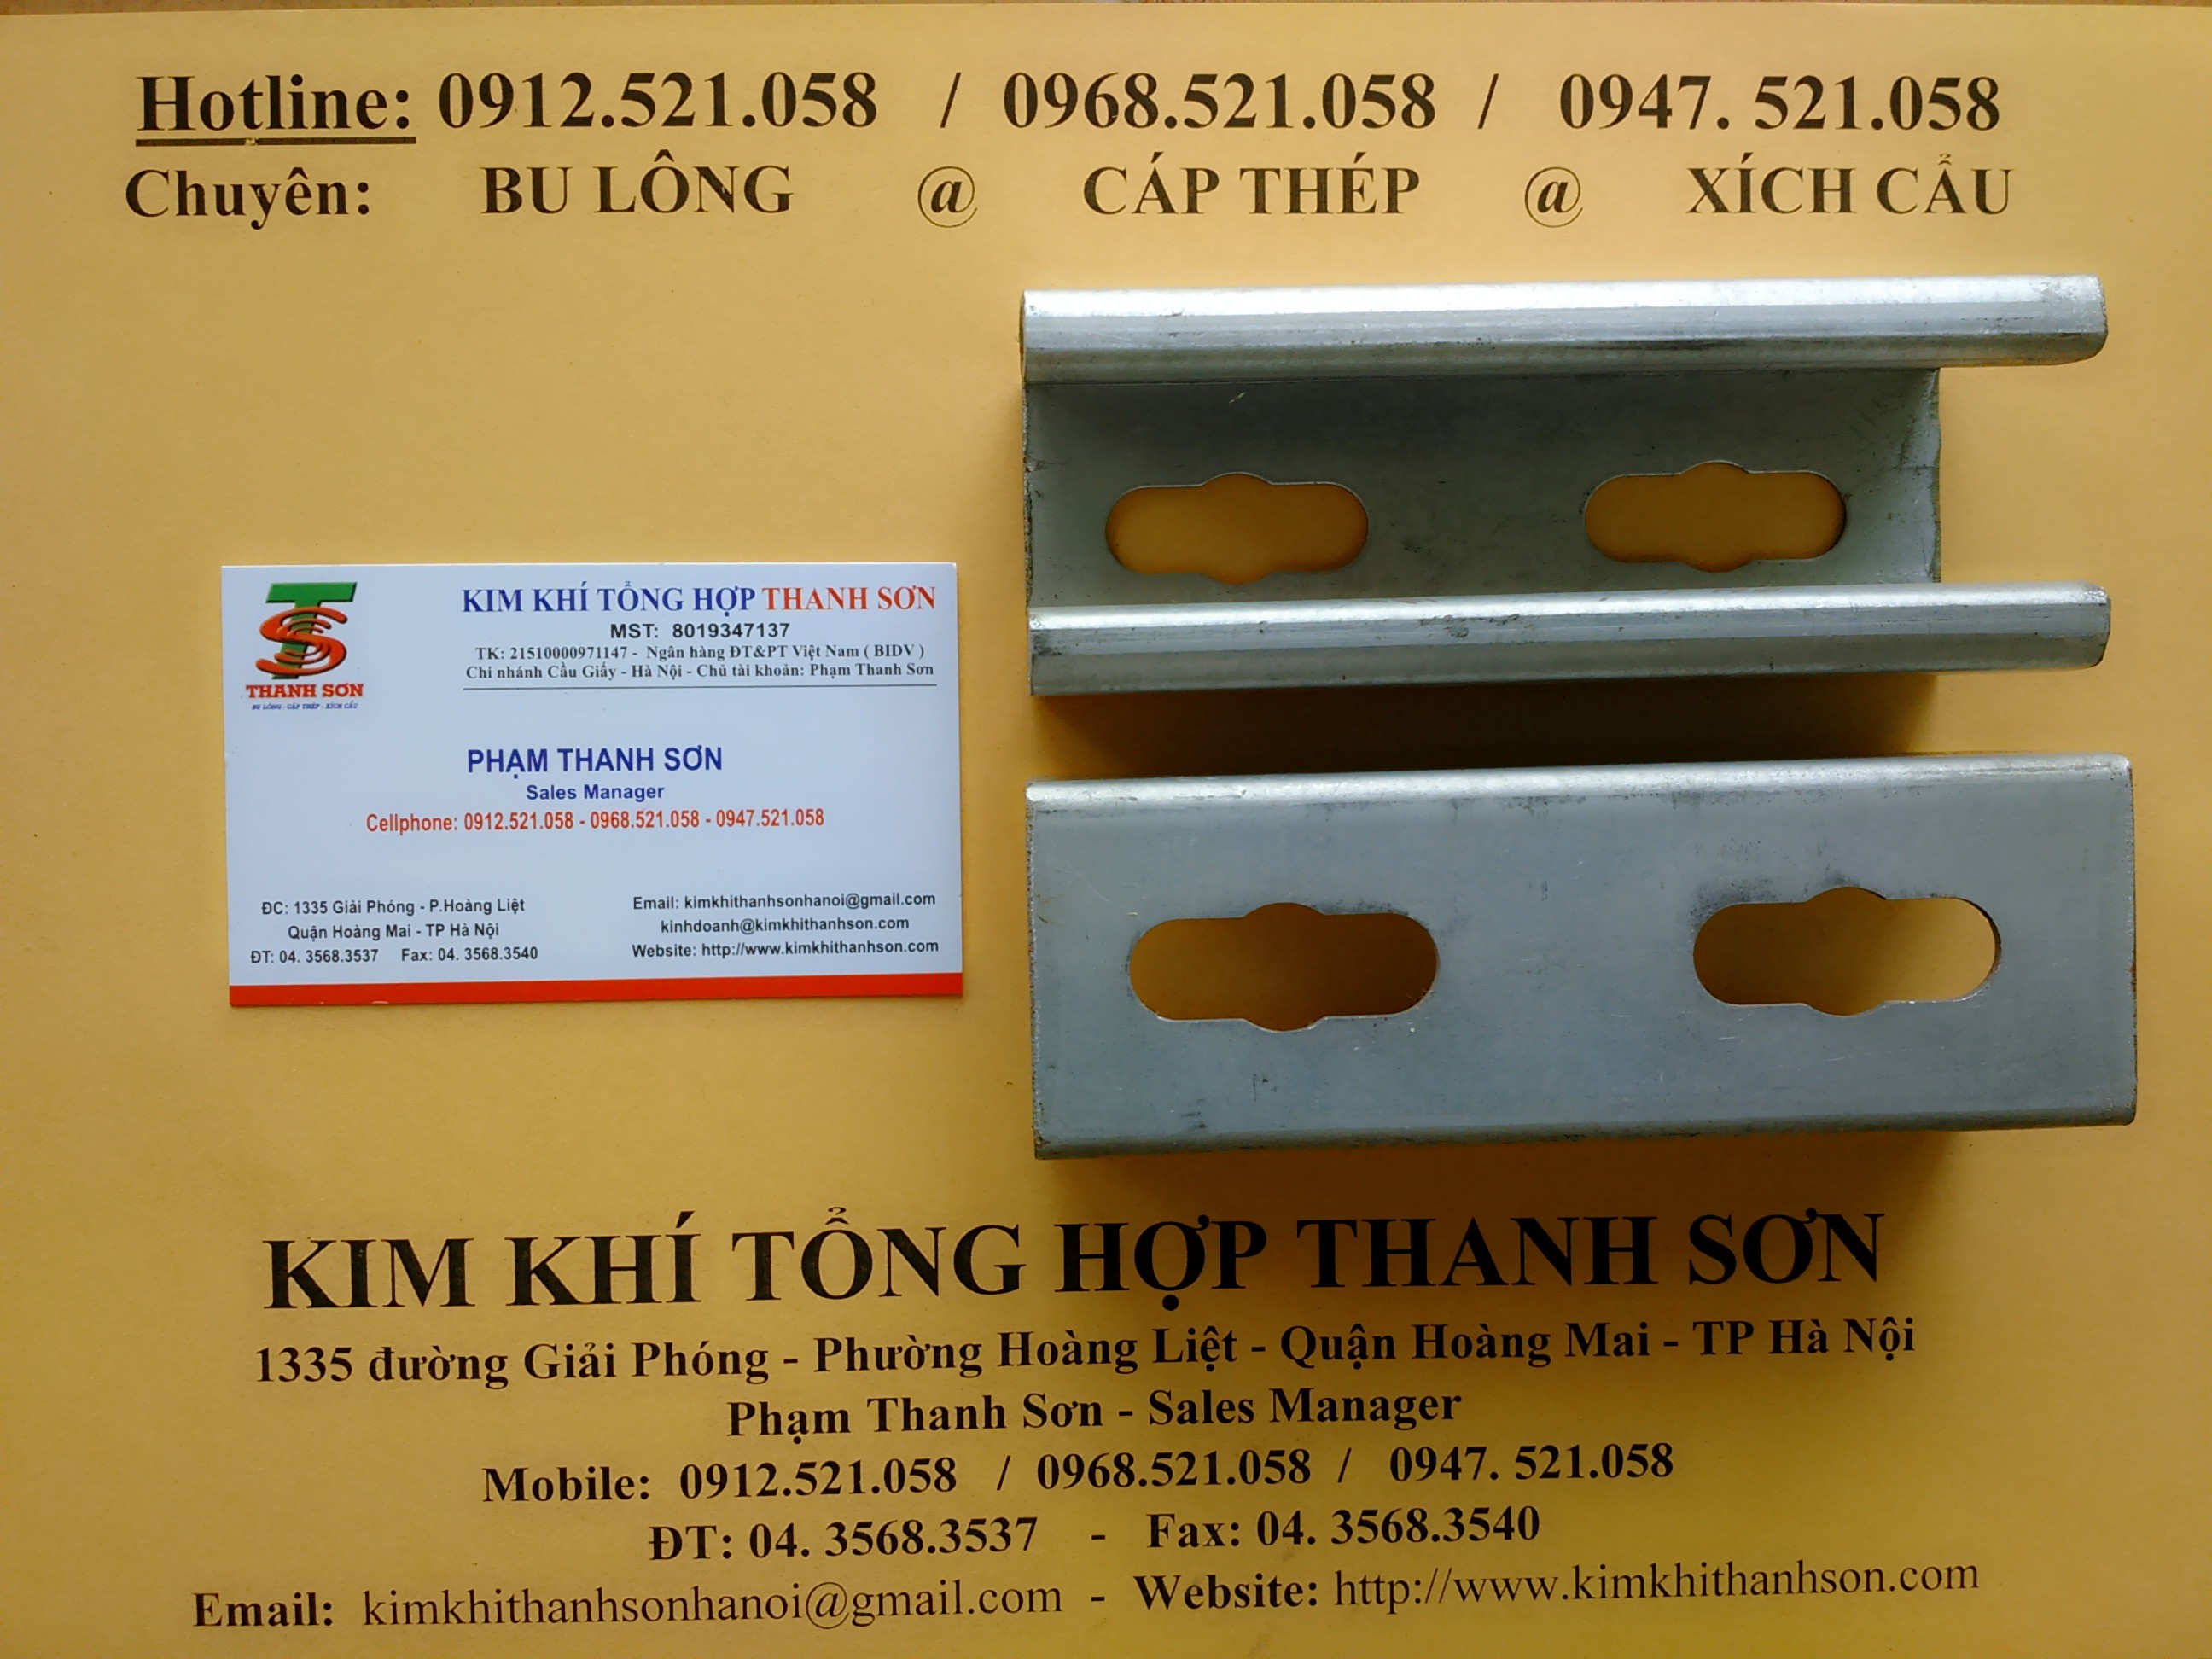 Hotline: 0912.521.058 / 0968.521.058 / 0947. 521.058
Chuyên: BU LÔNG @ CÁP THÉP @ XÍCH CẨU
TS
THANH SƠN
BU LÔNG - CÁP THÉP - XÍCH CẨU
KIM KHÍ TỔNG HỢP THANH SƠN
MST: 8019347137
TK: 21510000971147 - Ngân hàng ĐT&PT Việt Nam ( BIDV )
Chi nhánh Cầu Giấy - Hà Nội - Chủ tài khoản: Phạm Thanh Sơn
PHẠM THANH SƠN
Sales Manager
Cellphone: 0912.521.058 - 0968.521.058 - 0947.521.058
ĐC: 1335 Giải Phóng - P.Hoàng Liệt
Quận Hoàng Mai - TP Hà Nội
ĐT: 04. 3568.3537 Fax: 04. 3568.3540
Email: kimkhithanhsonhanoi@gmail.com
kinhdoanh@kimkhithanhson.com
Website: http://www.kimkhithanhson.com
KIM KHÍ TỔNG HỢP THANH SƠN
1335 đường Giải Phóng - Phường Hoàng Liệt - Quận Hoàng Mai - TP Hà Nội
Phạm Thanh Sơn - Sales Manager
Mobile: 0912.521.058 / 0968.521.058 / 0947. 521.058
ĐT: 04. 3568.3537 - Fax: 04. 3568.3540
Email: kimkhithanhsonhanoi@gmail.com - Website: http://www.kimkhithanhson.com